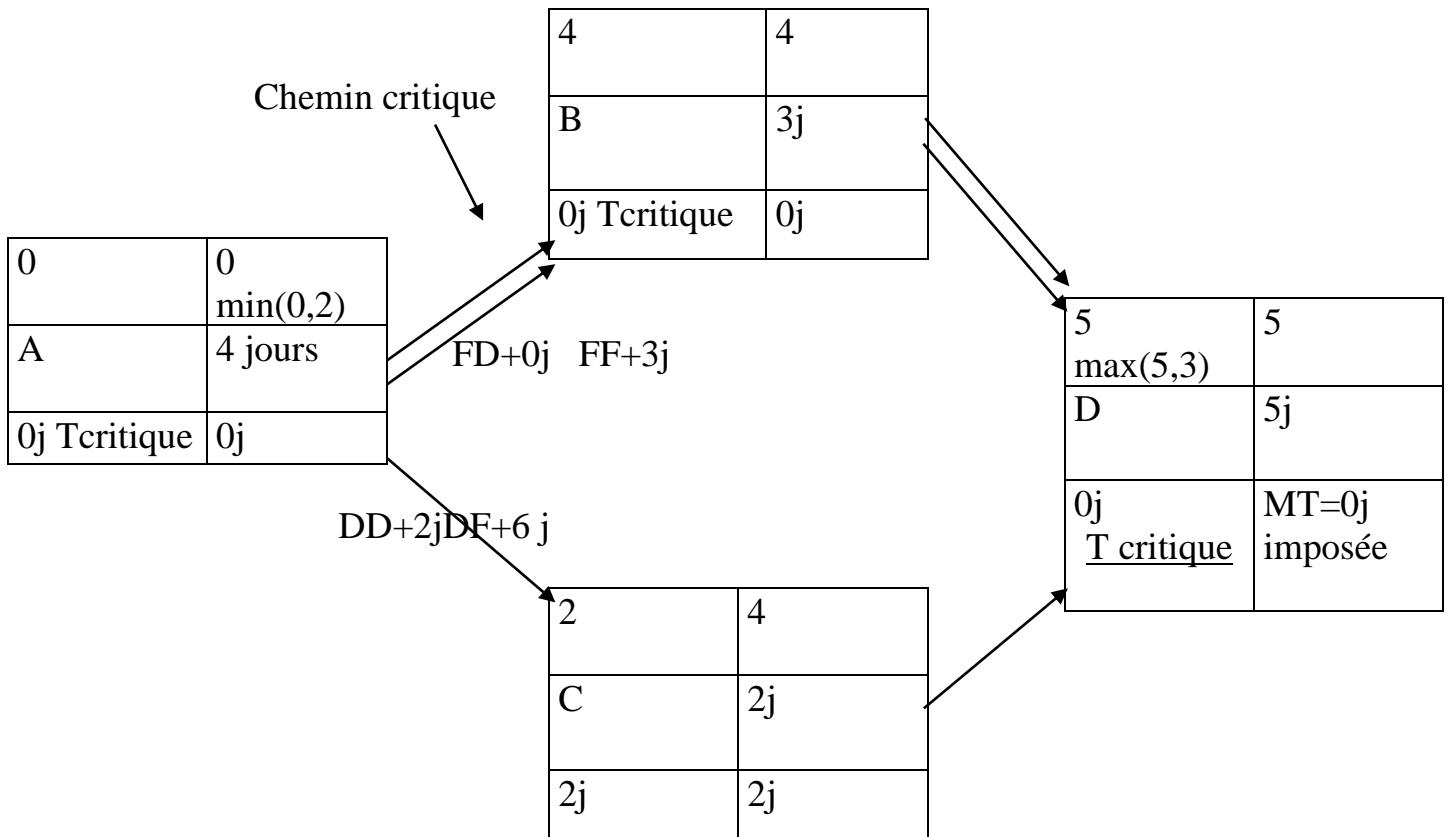 4 4
Chemin critique
B 3j
0j Tcritique 0j
0 0
min(0,2)
A 4 jours
0j Tcritique 0j
FD+0j FF+3j
5 5
max(5,3)
D 5j
0j MT=0j
T critique imposée
DD+2jDF+6 j
2 4
C 2j
2j 2j